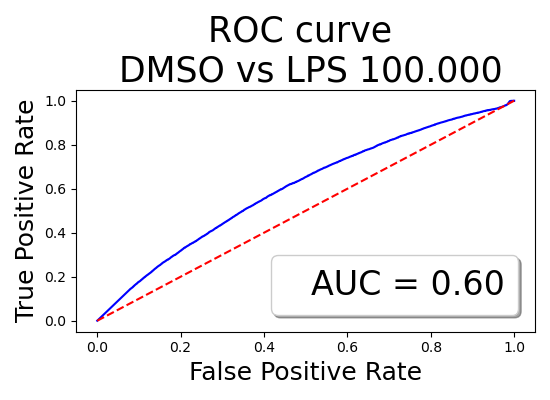 ROC curve
DMSO vs LPS 100.000
True Positive Rate
1.0
0.8
0.6
0.4
0.2
0.0
AUC = 0.60
0.0 0.2 0.4 0.6 0.8 1.0
False Positive Rate